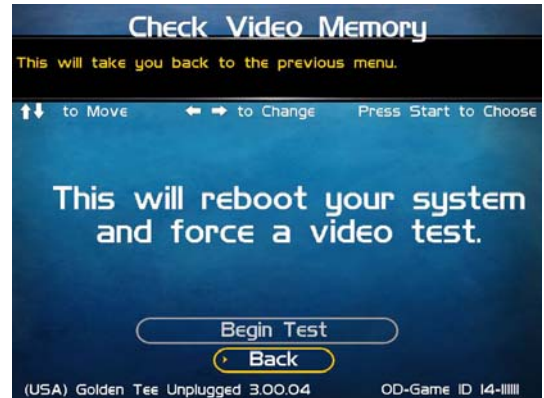 Check Video Memory
This will take you back to the previous menu.
to Move to Change Press Start to Choose
This will reboot your system
and force a video test.
Begin Test
Back
(USA) Golden Tee Unplugged 3.00.04 OD-Game ID 14-111111